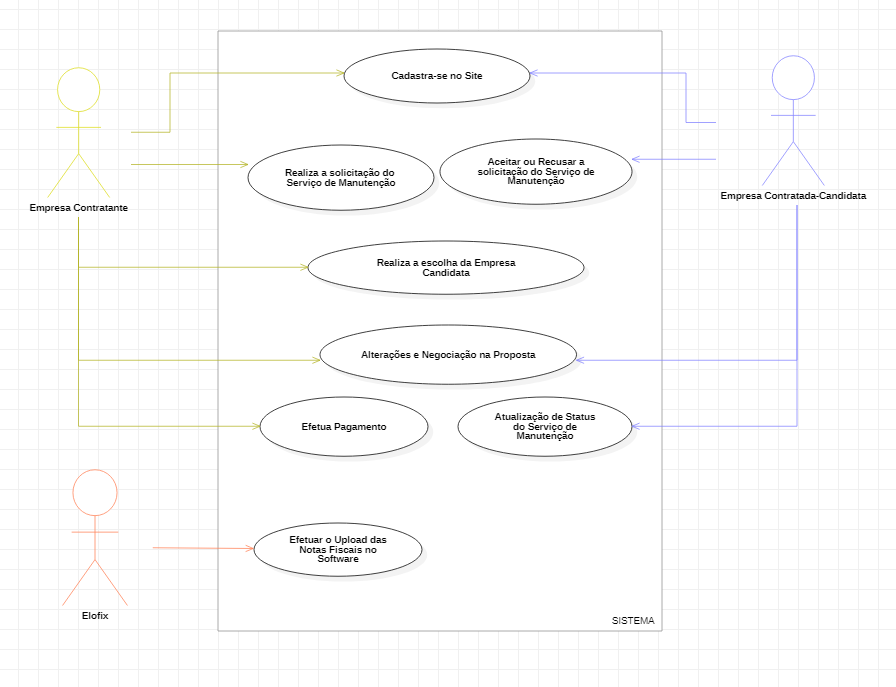 Cadastra-se no Site
Realiza a solicitação do
Serviço de Manutenção
Aceitar ou Recusar a
solicitação do Serviço de
Manutenção
Empresa Contratante
Empresa Contratada-Candidata
Realiza a escolha da Empresa
Candidata
Alterações e Negociação na Proposta
Efetua Pagamento
Atualização de Status
do Serviço de
Manutenção
Efetuar o Upload das
Notas Fiscais no
Software
Elofix
SISTEMA